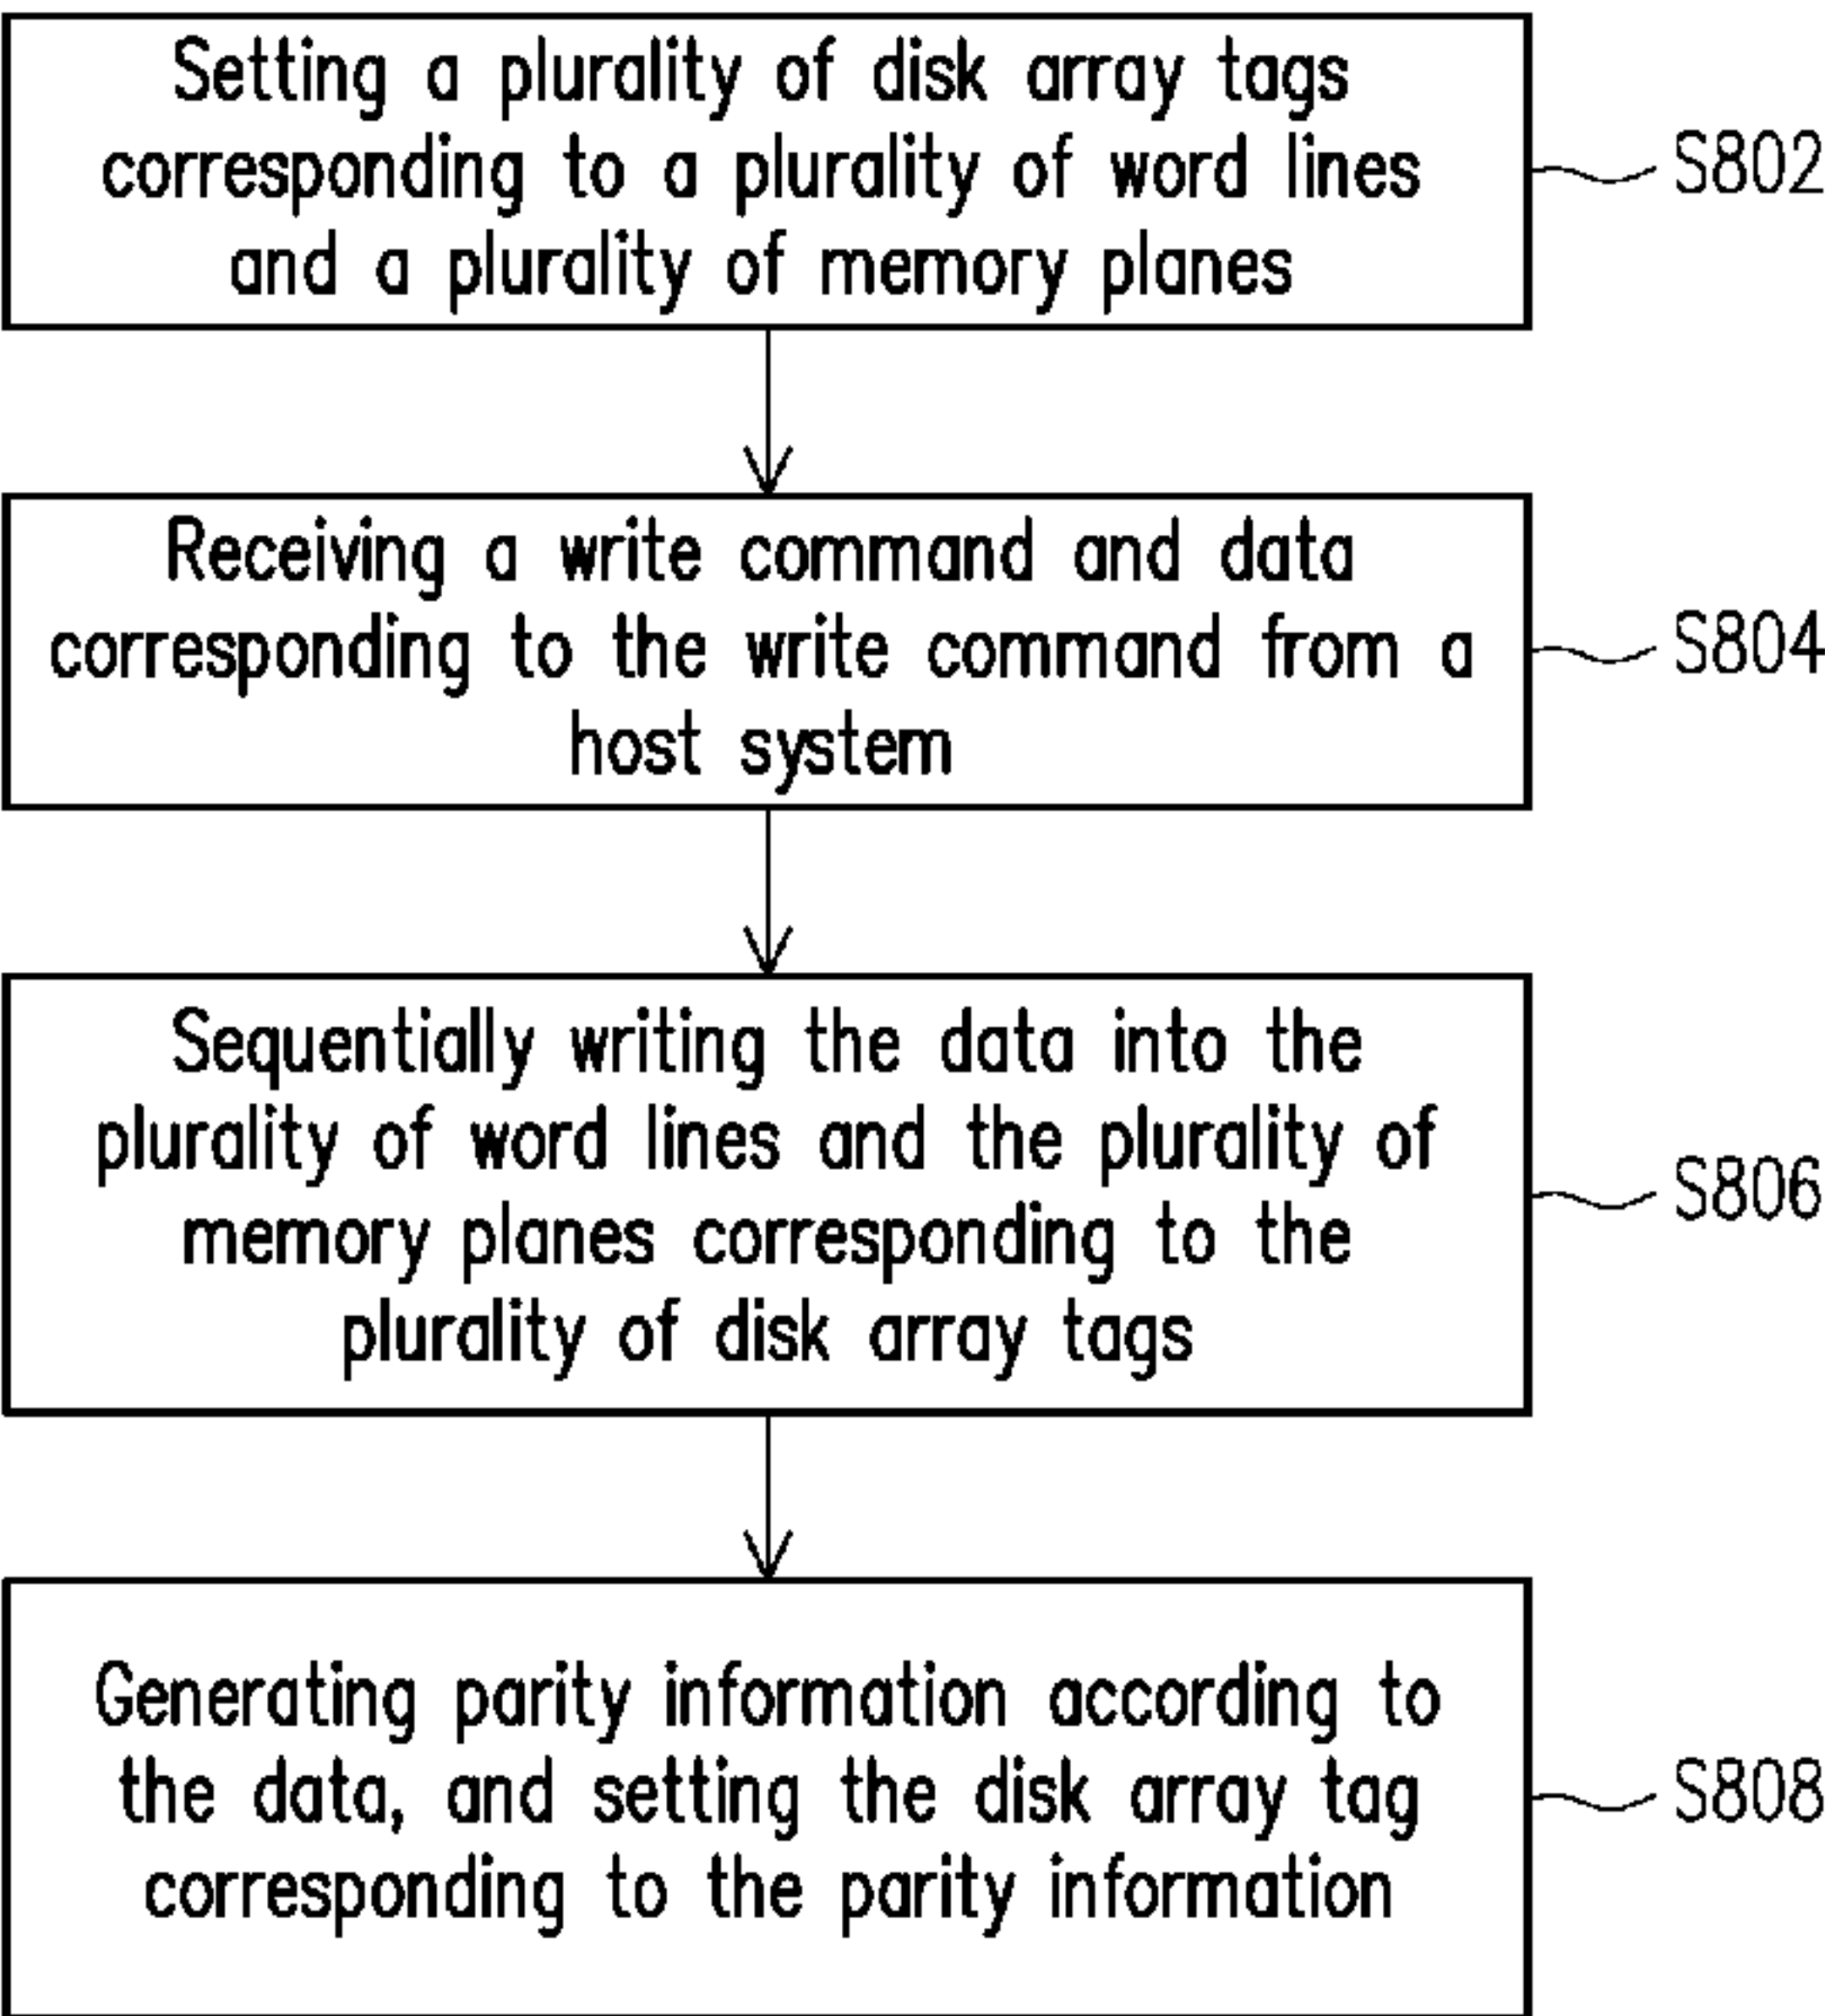 Setting a plurality of disk array tags
corresponding to a plurality of word lines
and a plurality of memory planes
S802
Receiving a write command and data
corresponding to the write command from a
host system
S804
Sequentially writing the data into the
plurality of word lines and the plurality of
memory planes corresponding to the
plurality of disk array tags
S806
Generating parity information according to
the data, and setting the disk array tag
corresponding to the parity information
S808